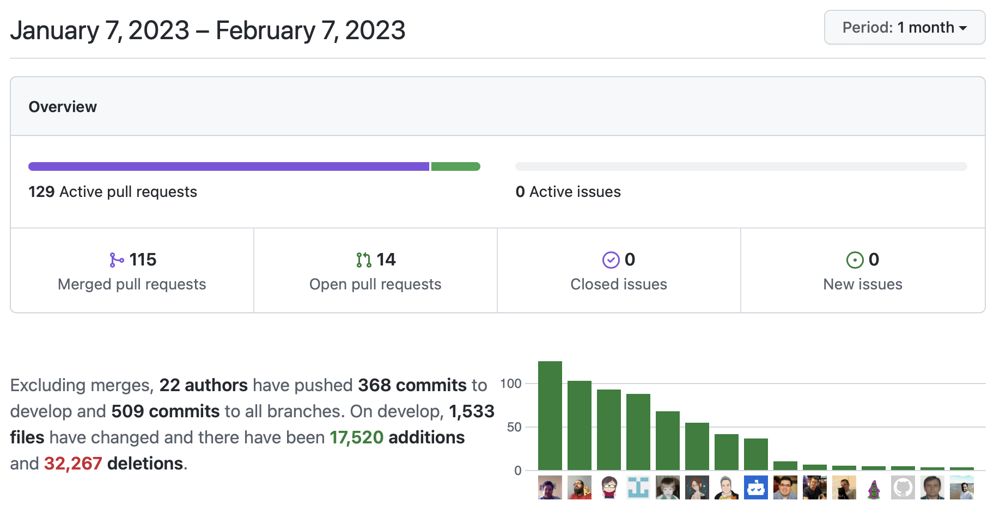 January 7, 2023 – February 7, 2023
Period: 1 month
Overview
129 Active pull requests
0 Active issues
115
Merged pull requests
14
Open pull requests
0
Closed issues
0
New issues
Excluding merges, 22 authors have pushed 368 commits to
develop and 509 commits to all branches. On develop, 1,533
files have changed and there have been 17,520 additions
and 32,267 deletions.
100
50
0